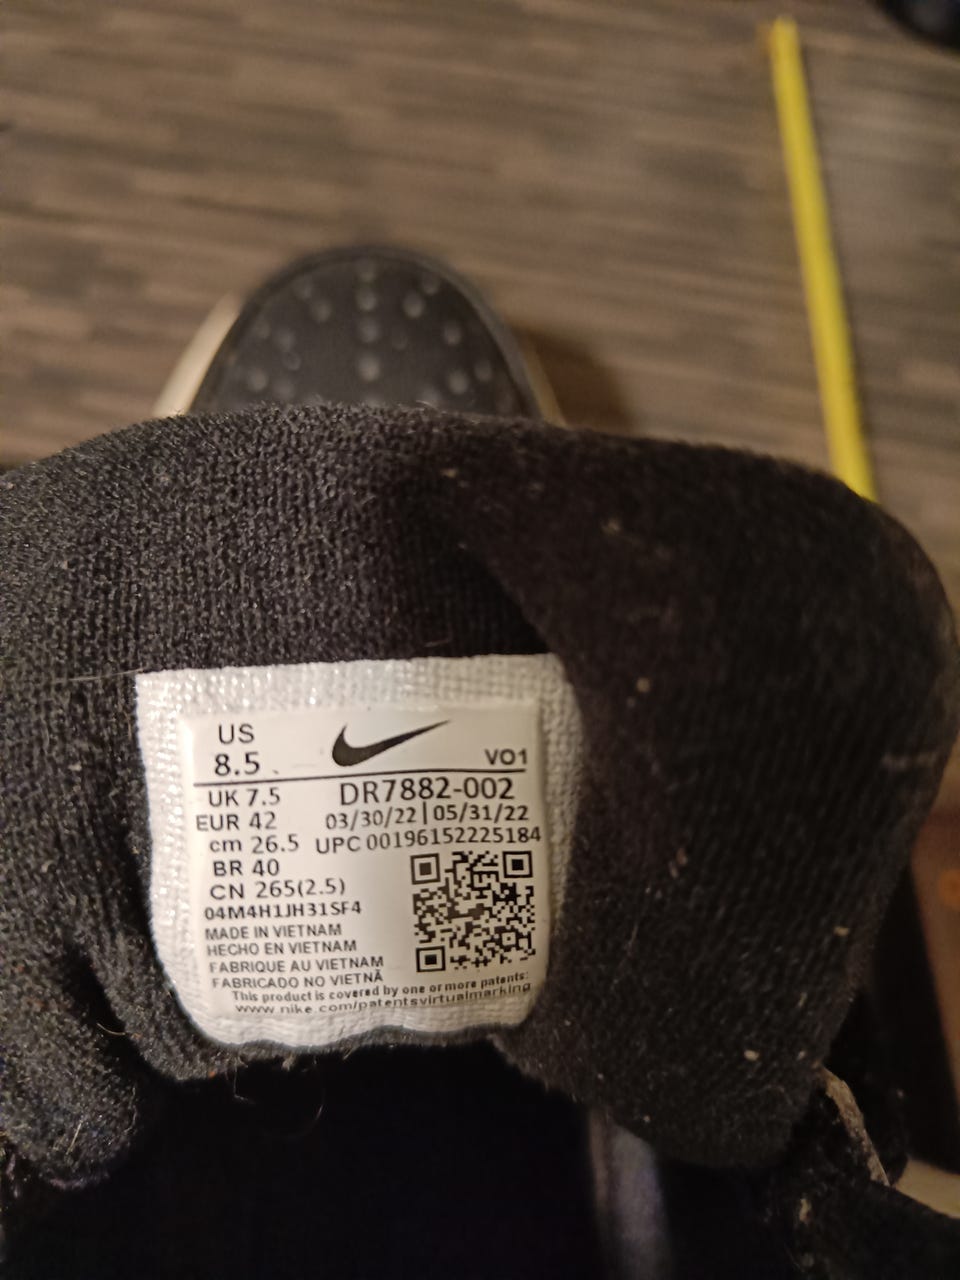 US
8.5
VO1
UK 7.5
DR7882-002
EUR 42
03/30/22 | 05/31/22
cm 26.5
UPC 00196152225184
BR 40
CN 265(2.5)
04M4H1JH31SF4
MADE IN VIETNAM
HECHO EN VIETNAM
FABRIQUE AU VIETNAM
FABRICADO NO VIETNÃ
This product is covered by one or more patents:
www.nike.com/patentsvirtualmarking